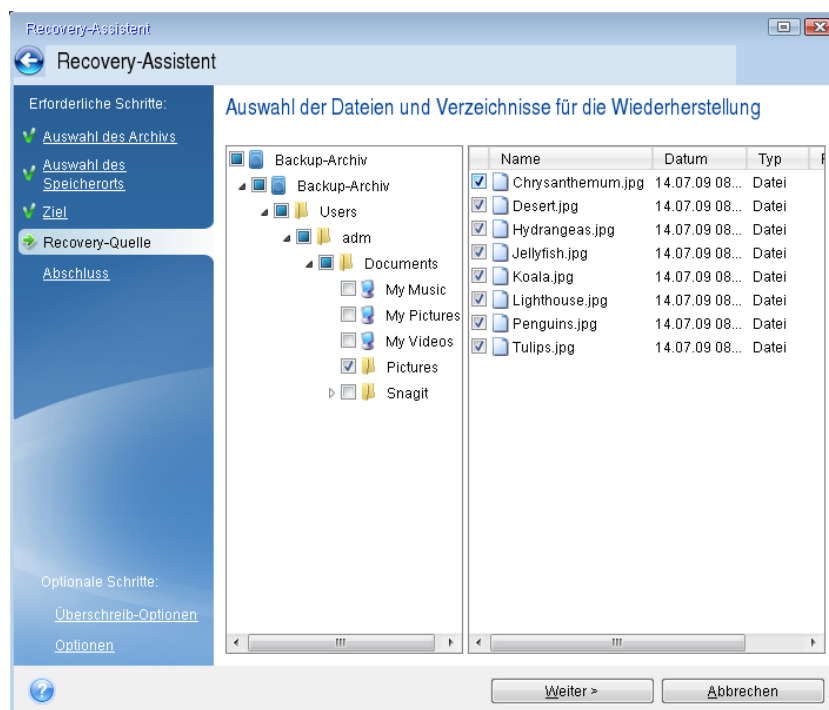 Recovery-Assistent
Recovery-Assistent
Erforderliche Schritte:
Auswahl des Archivs
Auswahl des
Speicherorts
Ziel
Recovery-Quelle
Abschluss
Optionale Schritte:
Überschreib-Optionen
Optionen
Auswahl der Dateien und Verzeichnisse für die Wiederherstellung
Backup-Archiv
Backup-Archiv
Users
adm
Documents
My Music
My Pictures
My Videos
Pictures
Snagit
Name Datum Typ
Chrysanthemum.jpg 14.07.09 08... Datei
Desert.jpg 14.07.09 08... Datei
Hydrangeas.jpg 14.07.09 08... Datei
Jellyfish.jpg 14.07.09 08... Datei
Koala.jpg 14.07.09 08... Datei
Lighthouse.jpg 14.07.09 08... Datei
Penguins.jpg 14.07.09 08... Datei
Tulips.jpg 14.07.09 08... Datei
Weiter > Abbrechen